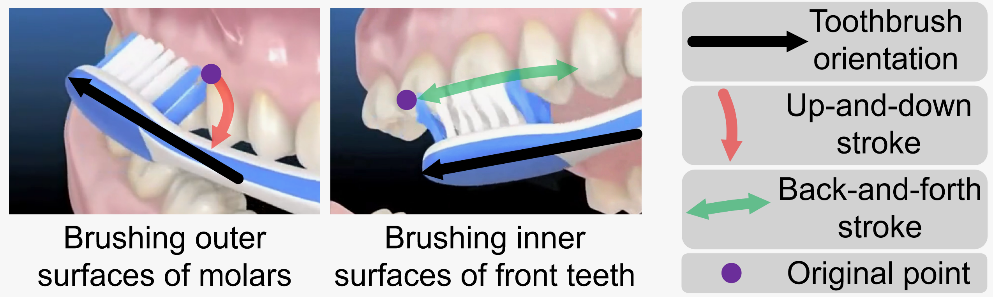 Brushing outer
surfaces of molars
Brushing inner
surfaces of front teeth
Toothbrush
orientation
Up-and-down
stroke
Back-and-forth
stroke
Original point